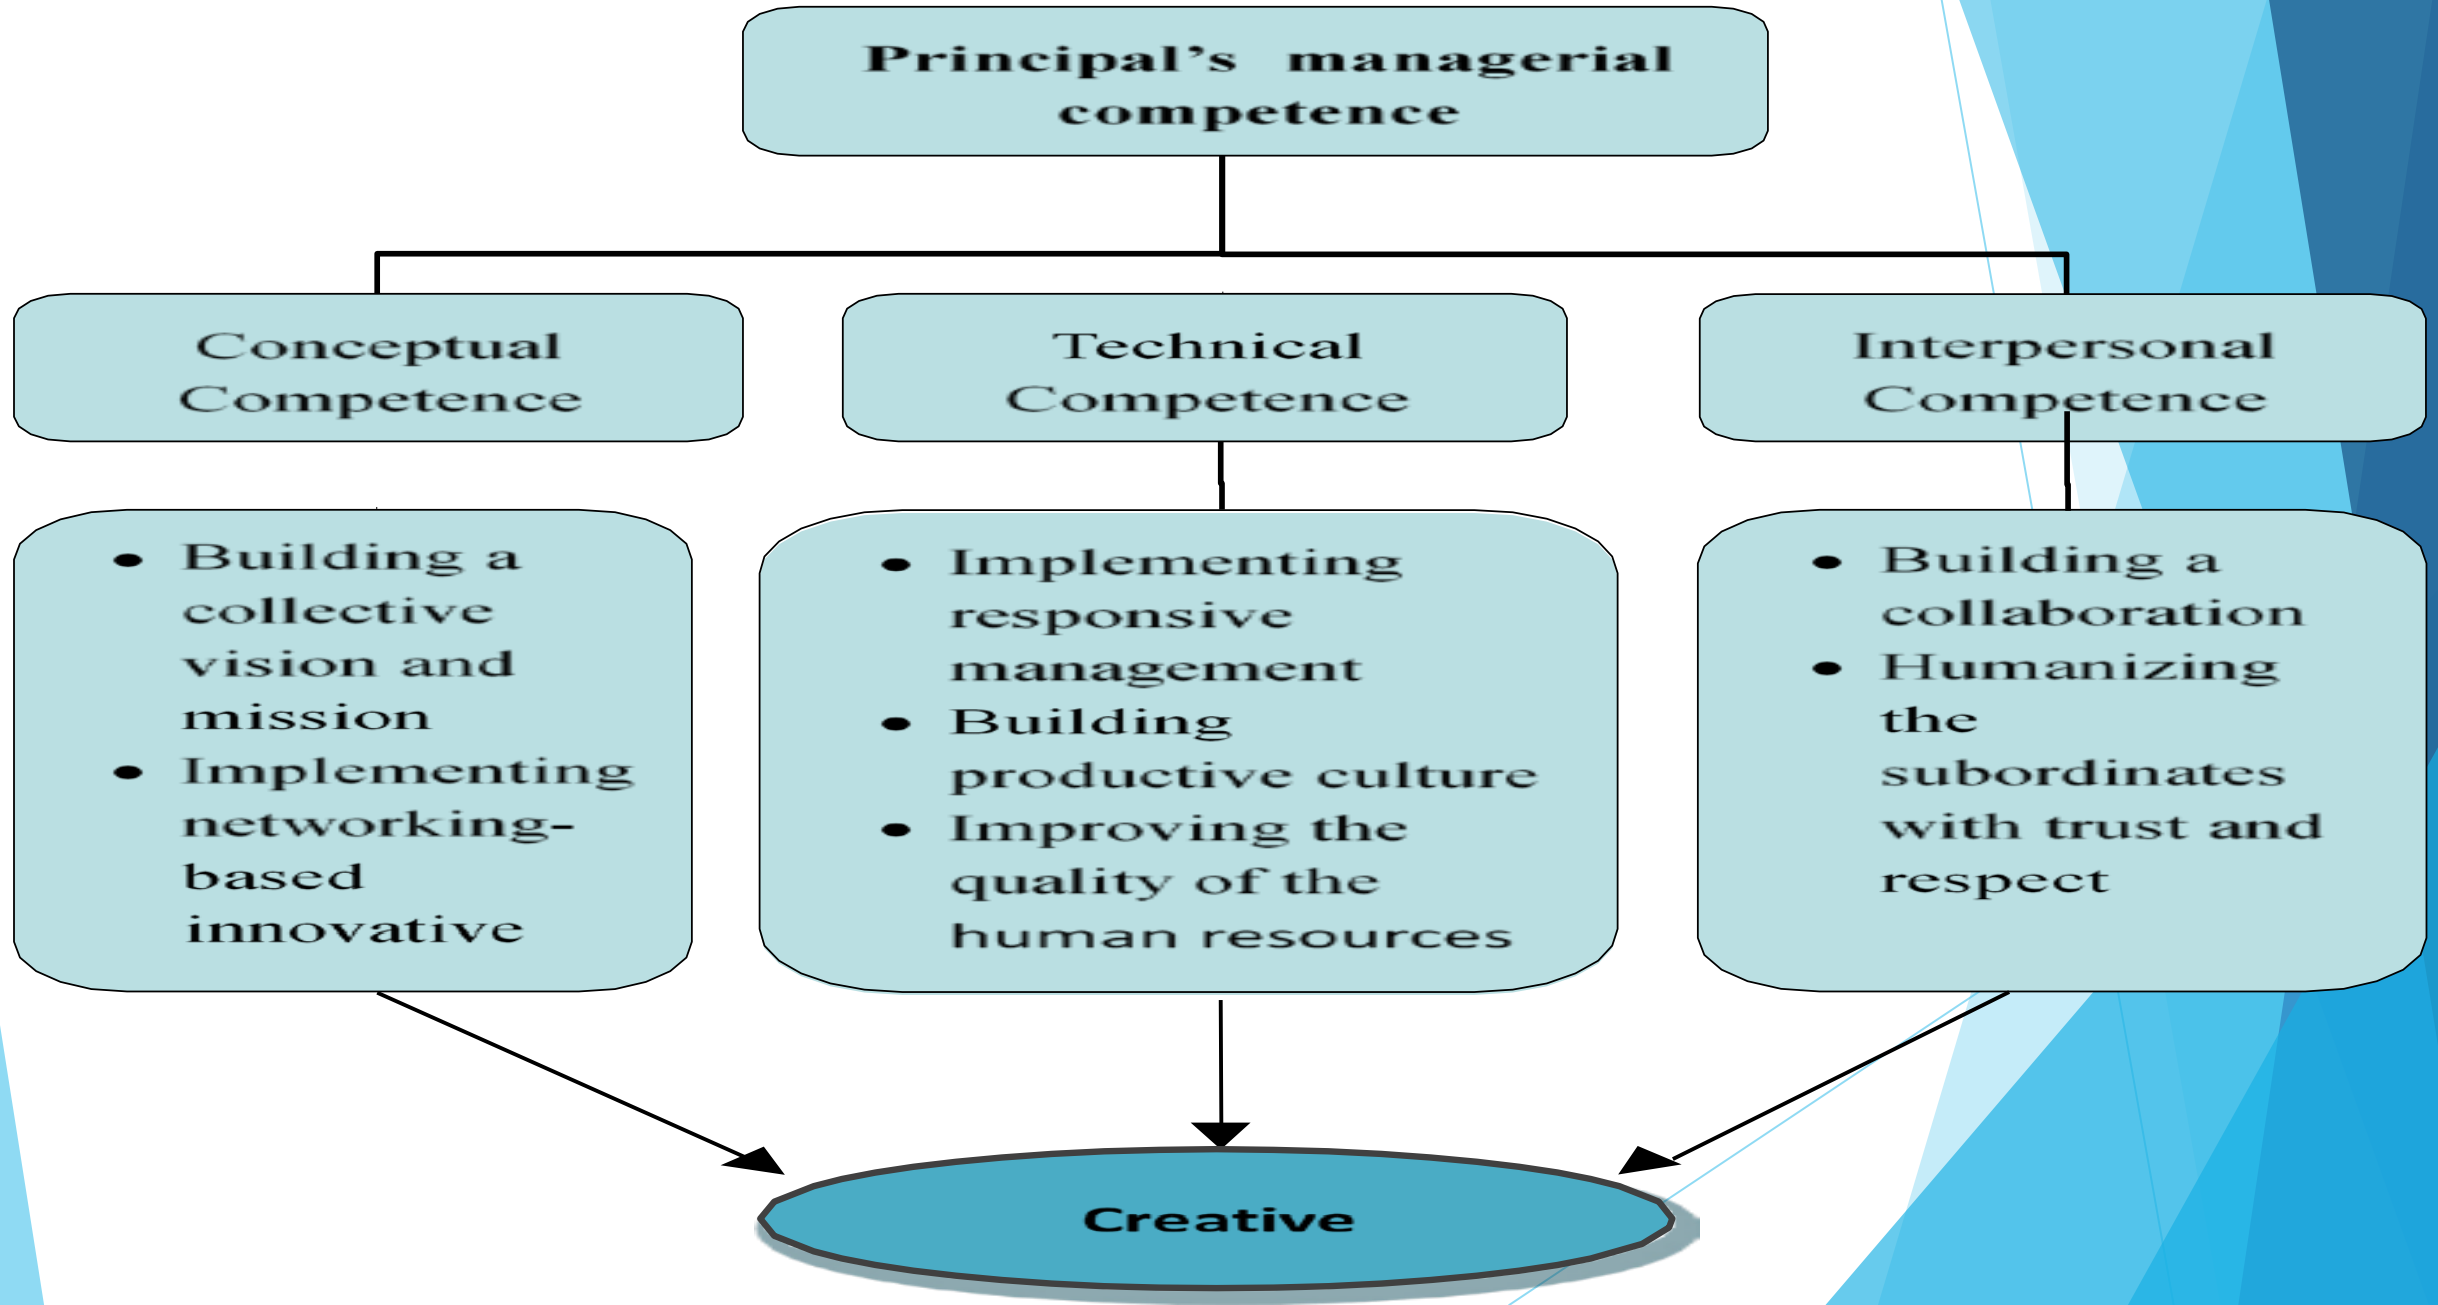 Principal’s managerial
competence
Conceptual
Competence
Technical
Competence
Interpersonal
Competence
• Building a
collective
vision and
mission
• Implementing
networking-
based
innovative
• Implementing
responsive
management
• Building
productive culture
• Improving the
quality of the
human resources
• Building a
collaboration
• Humanizing
the
subordinates
with trust and
respect
Creative